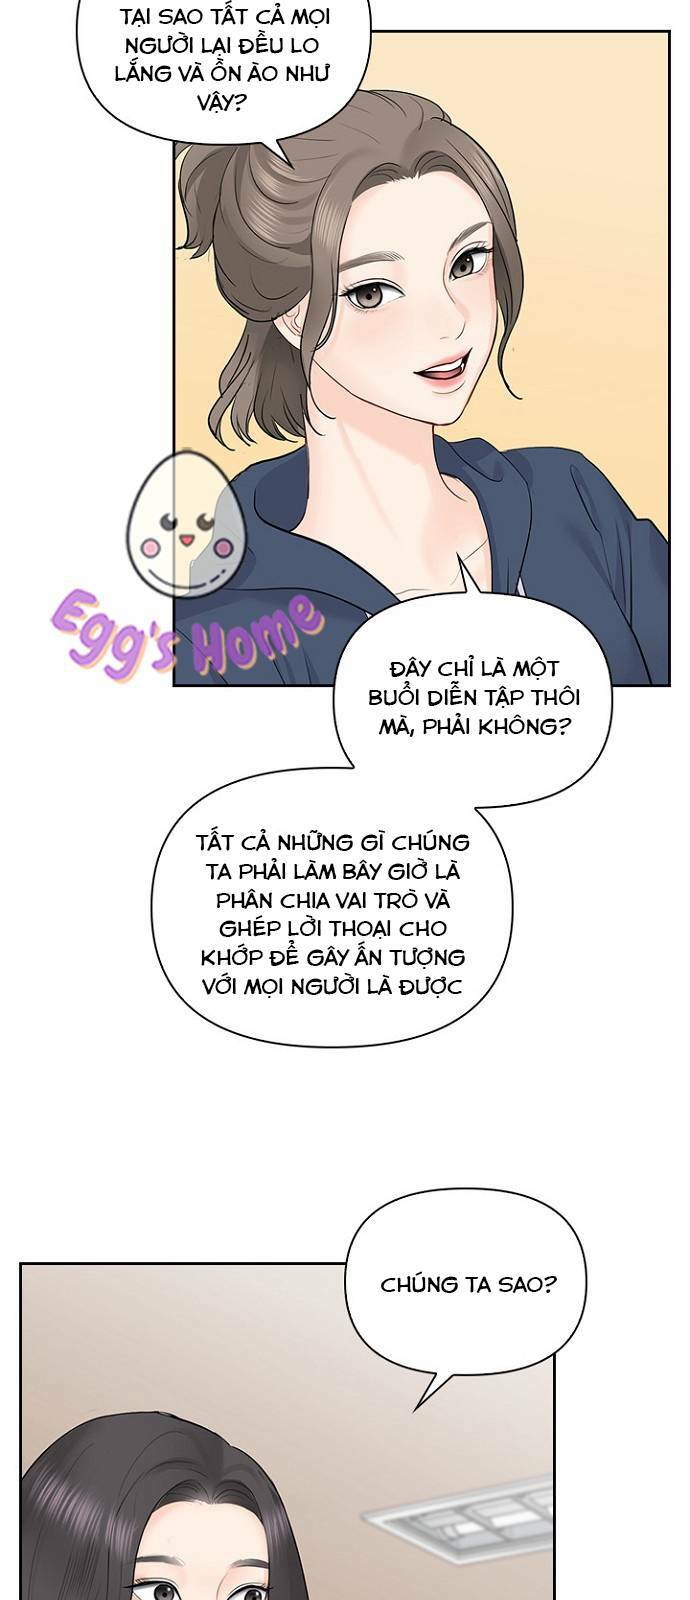 TẠI SAO TẤT CẢ MỌI
NGƯỜI LẠI ĐỀU LO
LẮNG VÀ ỒN ÀO NHƯ
VẬY?
Egg's Home
ĐÂY CHỈ LÀ MỘT
BUỔI DIỄN TẬP THÔI
MÀ, PHẢI KHÔNG?
TẤT CẢ NHỮNG GÌ CHÚNG
TA PHẢI LÀM BÂY GIỜ LÀ
PHÂN CHIA VAI TRÒ VÀ
GHÉP LỜI THOẠI CHO
KHỚP ĐỂ GÂY ẤN TƯỢNG
VỚI MỌI NGƯỜI LÀ ĐƯỢC
CHÚNG TA SAO?